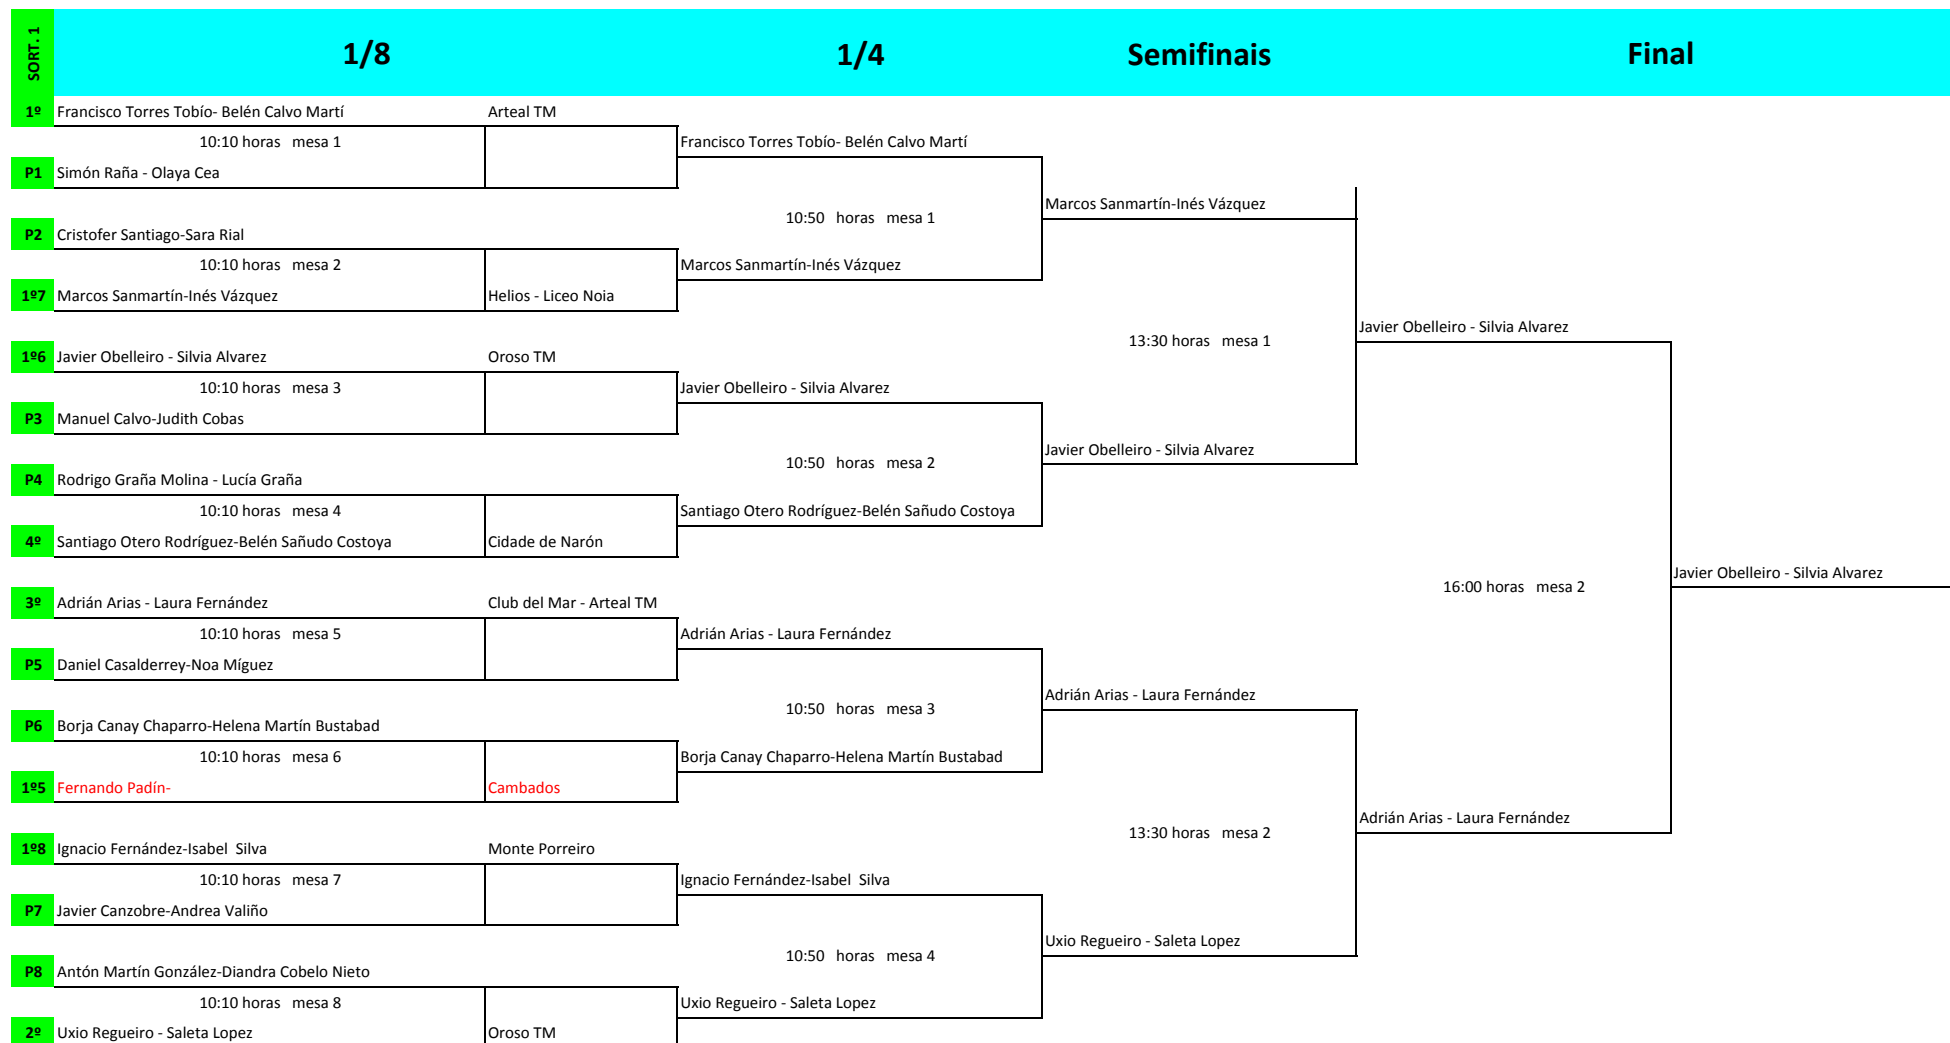 SORT. 1
1/8
1/4
Semifinais
Final
1º Francisco Torres Tobío- Belén Calvo Martí Arteal TM
10:10 horas mesa 1
Francisco Torres Tobío- Belén Calvo Martí
P1 Simón Raña - Olaya Cea
10:50 horas mesa 1
Marcos Sanmartín-Inés Vázquez
P2 Cristofer Santiago-Sara Rial
10:10 horas mesa 2
Marcos Sanmartín-Inés Vázquez
1º7 Marcos Sanmartín-Inés Vázquez Helios - Liceo Noia
13:30 horas mesa 1
Javier Obelleiro - Silvia Alvarez
1º6 Javier Obelleiro - Silvia Alvarez Oroso TM
10:10 horas mesa 3
Javier Obelleiro - Silvia Alvarez
P3 Manuel Calvo-Judith Cobas
10:50 horas mesa 2
Javier Obelleiro - Silvia Alvarez
P4 Rodrigo Graña Molina - Lucía Graña
10:10 horas mesa 4
Santiago Otero Rodríguez-Belén Sañudo Costoya
4º Santiago Otero Rodríguez-Belén Sañudo Costoya Cidade de Narón
16:00 horas mesa 2
Javier Obelleiro - Silvia Alvarez
3º Adrián Arias - Laura Fernández Club del Mar - Arteal TM
10:10 horas mesa 5
Adrián Arias - Laura Fernández
P5 Daniel Casalderrey-Noa Míguez
10:50 horas mesa 3
Adrián Arias - Laura Fernández
P6 Borja Canay Chaparro-Helena Martín Bustabad
10:10 horas mesa 6
Borja Canay Chaparro-Helena Martín Bustabad
1º5 Fernando Padín- Cambados
13:30 horas mesa 2
Adrián Arias - Laura Fernández
1º8 Ignacio Fernández-Isabel Silva Monte Porreiro
10:10 horas mesa 7
Ignacio Fernández-Isabel Silva
P7 Javier Canzobre-Andrea Valiño
10:50 horas mesa 4
Uxio Regueiro - Saleta Lopez
P8 Antón Martín González-Diandra Cobelo Nieto
10:10 horas mesa 8
Uxio Regueiro - Saleta Lopez
2º Uxio Regueiro - Saleta Lopez Oroso TM